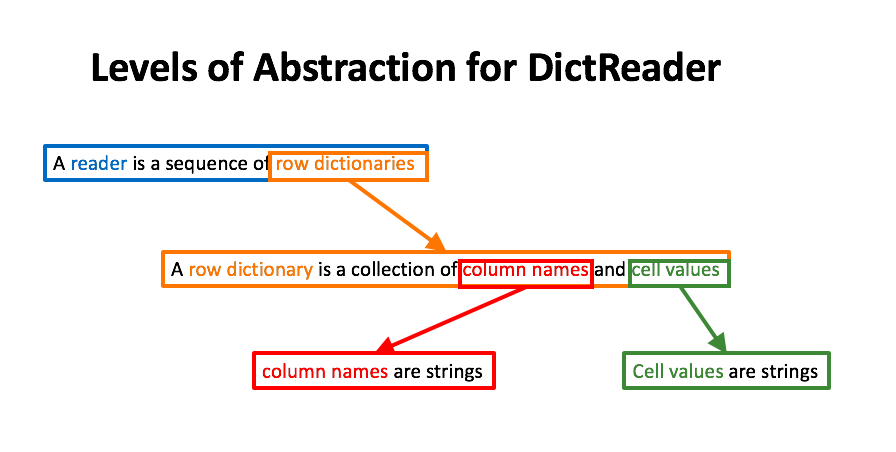 Levels of Abstraction for DictReader
A reader is a sequence of row dictionaries
A row dictionary is a collection of column names and cell values
column names are strings
Cell values are strings